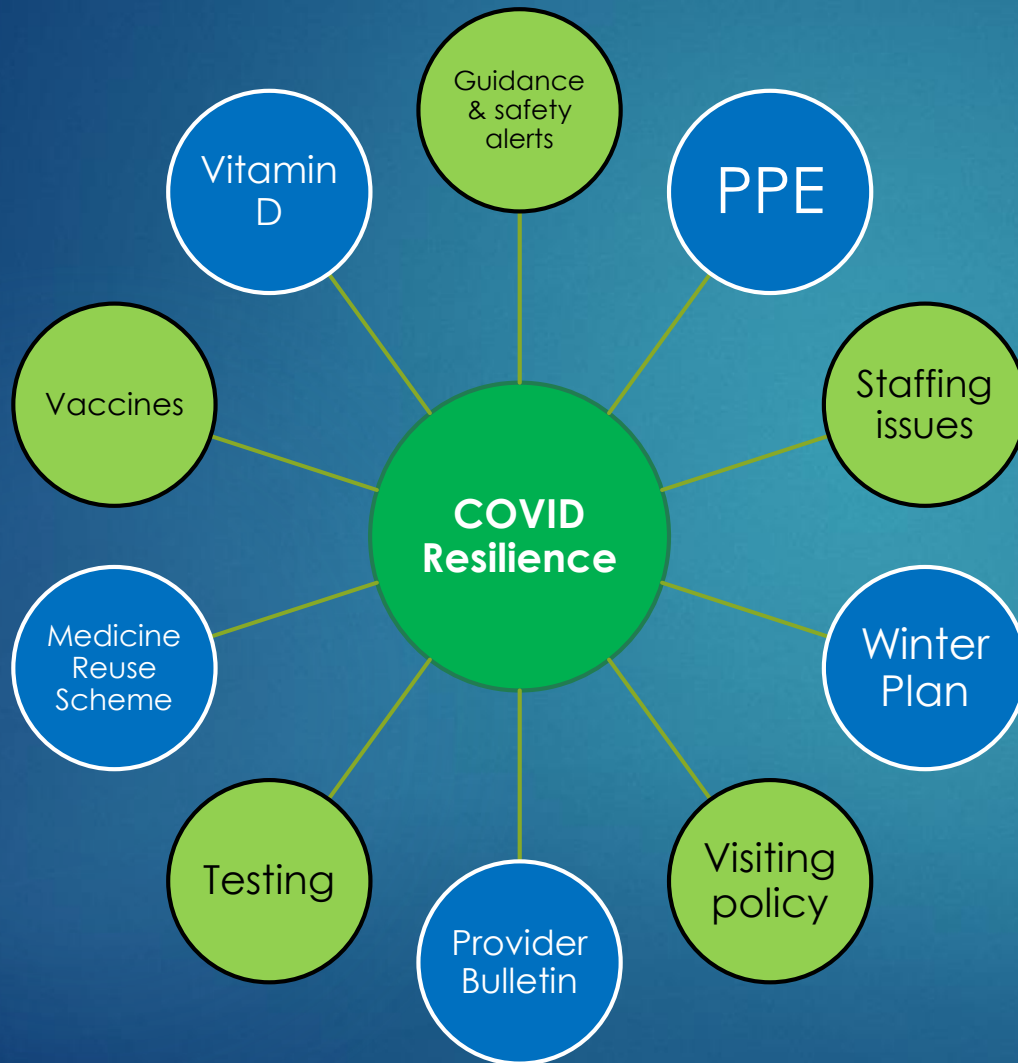 Guidance
& safety
alerts
PPE
Staffing
issues
Winter
Plan
Visiting
policy
Provider
Bulletin
Testing
Medicine
Reuse
Scheme
Vaccines
Vitamin
D
COVID
Resilience